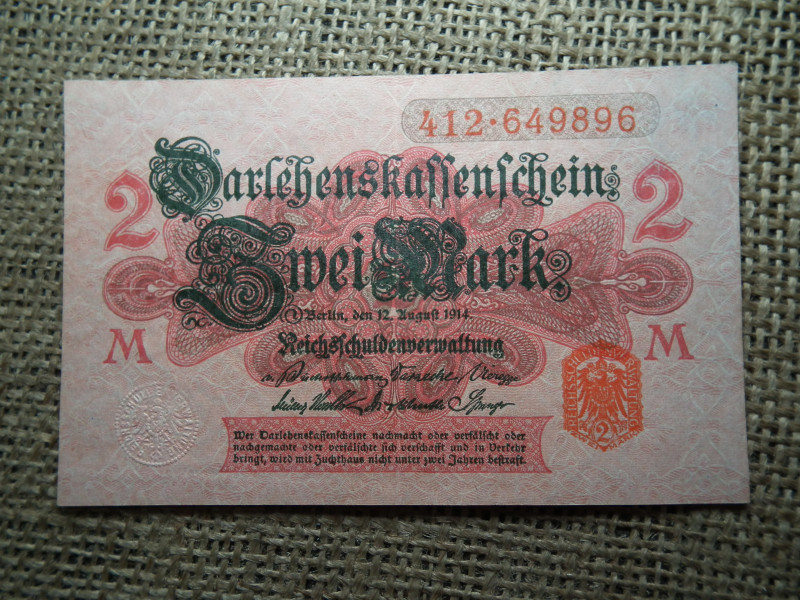 412·649896
2 Darlehenskassenschein: 2
Zwei Mark.
Berlin, den 12. August 1914.
M Reichsschuldenverwaltung M
2
Wer Darlehenskassenscheine nachmacht oder verfälscht oder
nachgemachte oder verfälschte sich verschafft und in Verkehr
bringt, wird mit Zuchthaus nicht unter zwei Jahren bestraft.